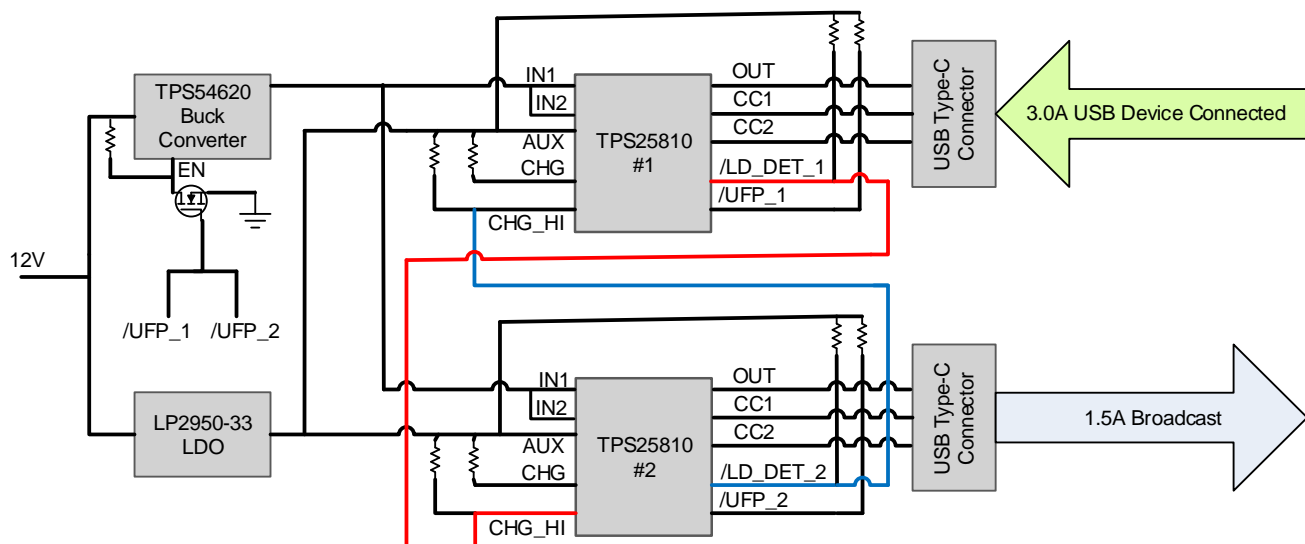 TPS54620
Buck
Converter
EN
12V
/UFP_1
/UFP_2
LP2950-33
LDO
IN1
IN2
AUX
CHG
CHG_HI
TPS25810
#1
OUT
CC1
CC2
/LD_DET_1
/UFP_1
USB Type-C
Connector
3.0A USB Device Connected
IN1
IN2
AUX
CHG
CHG_HI
TPS25810
#2
OUT
CC1
CC2
/LD_DET_2
/UFP_2
USB Type-C
Connector
1.5A Broadcast